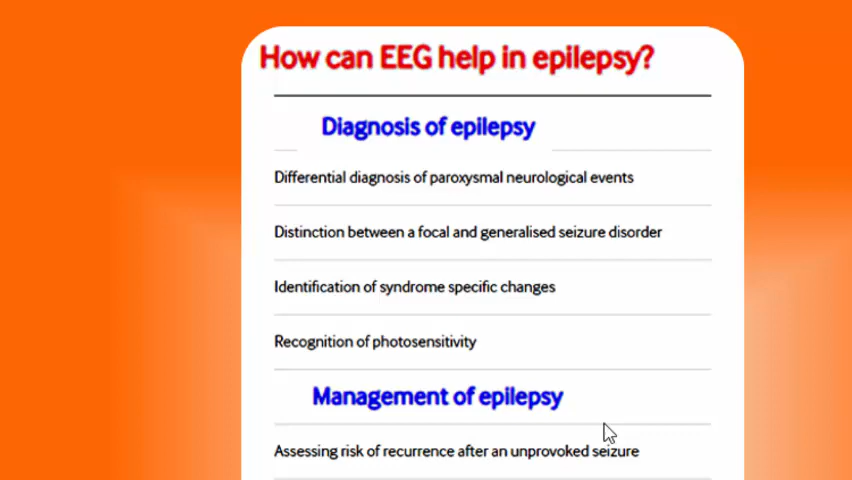 How can EEG help in epilepsy?
Diagnosis of epilepsy
Differential diagnosis of paroxysmal neurological events
Distinction between a focal and generalised seizure disorder
Identification of syndrome specific changes
Recognition of photosensitivity
Management of epilepsy
Assessing risk of recurrence after an unprovoked seizure